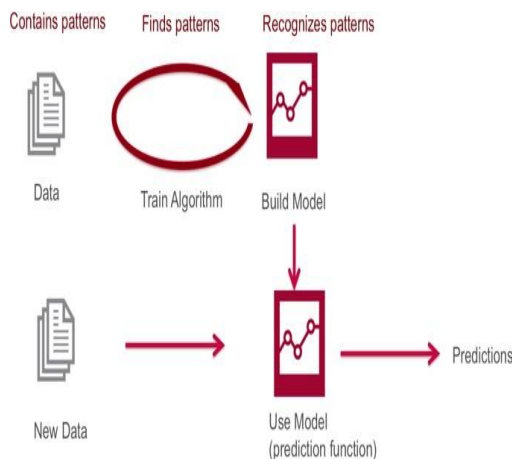 Contains patterns
Finds patterns
Recognizes patterns
Data
Train Algorithm
Build Model
Predictions
New Data
Use Model
(prediction function)